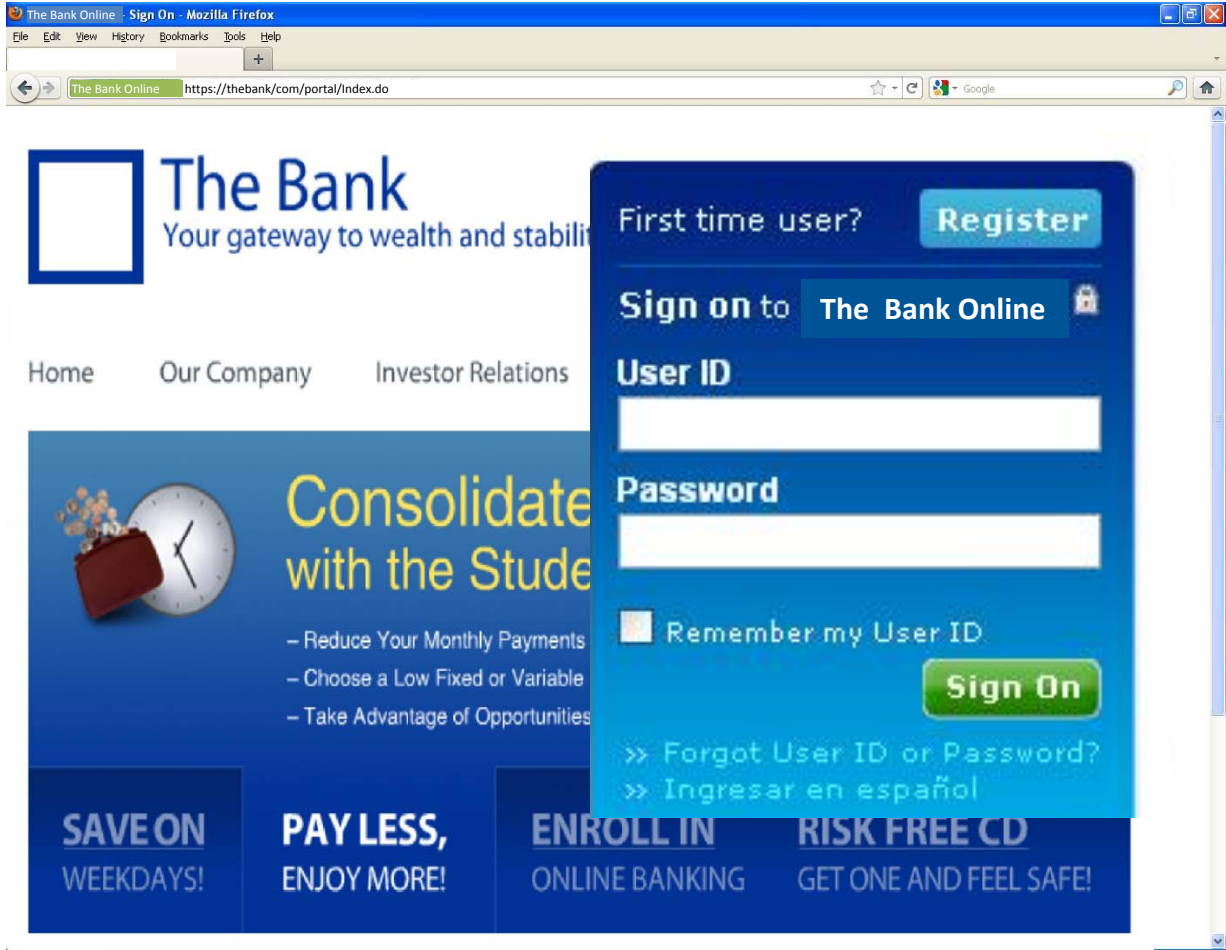 The Bank Online - Sign On - Mozilla Firefox
File Edit View History Bookmarks Tools Help
+
The Bank Online https://thebank/com/portal/Index.do Google
The Bank
Your gateway to wealth and stabilit
Home Our Company Investor Relations
Consolidate
with the Stude
– Reduce Your Monthly Payments
– Choose a Low Fixed or Variable
– Take Advantage of Opportunities
First time user? Register
Sign on to The Bank Online
User ID
Password
Remember my User ID
Sign On
>> Forgot User ID or Password?
>> Ingresar en español
SAVE ON
WEEKDAYS!
PAY LESS,
ENJOY MORE!
ENROLL IN
ONLINE BANKING
RISK FREE CD
GET ONE AND FEEL SAFE!